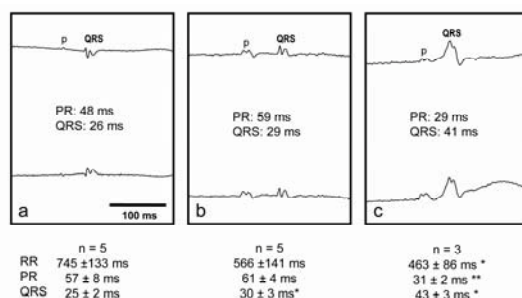 p QRS
PR: 48 ms
QRS: 26 ms
a
100 ms
p QRS
PR: 59 ms
QRS: 29 ms
b
p QRS
PR: 29 ms
QRS: 41 ms
c
n = 5 n = 5 n = 3
RR 745 ±133 ms 566 ±141 ms 463 ± 86 ms *
PR 57 ± 8 ms 61 ± 4 ms 31 ± 2 ms **
QRS 25 ± 2 ms 30 ± 3 ms* 43 ± 3 ms *